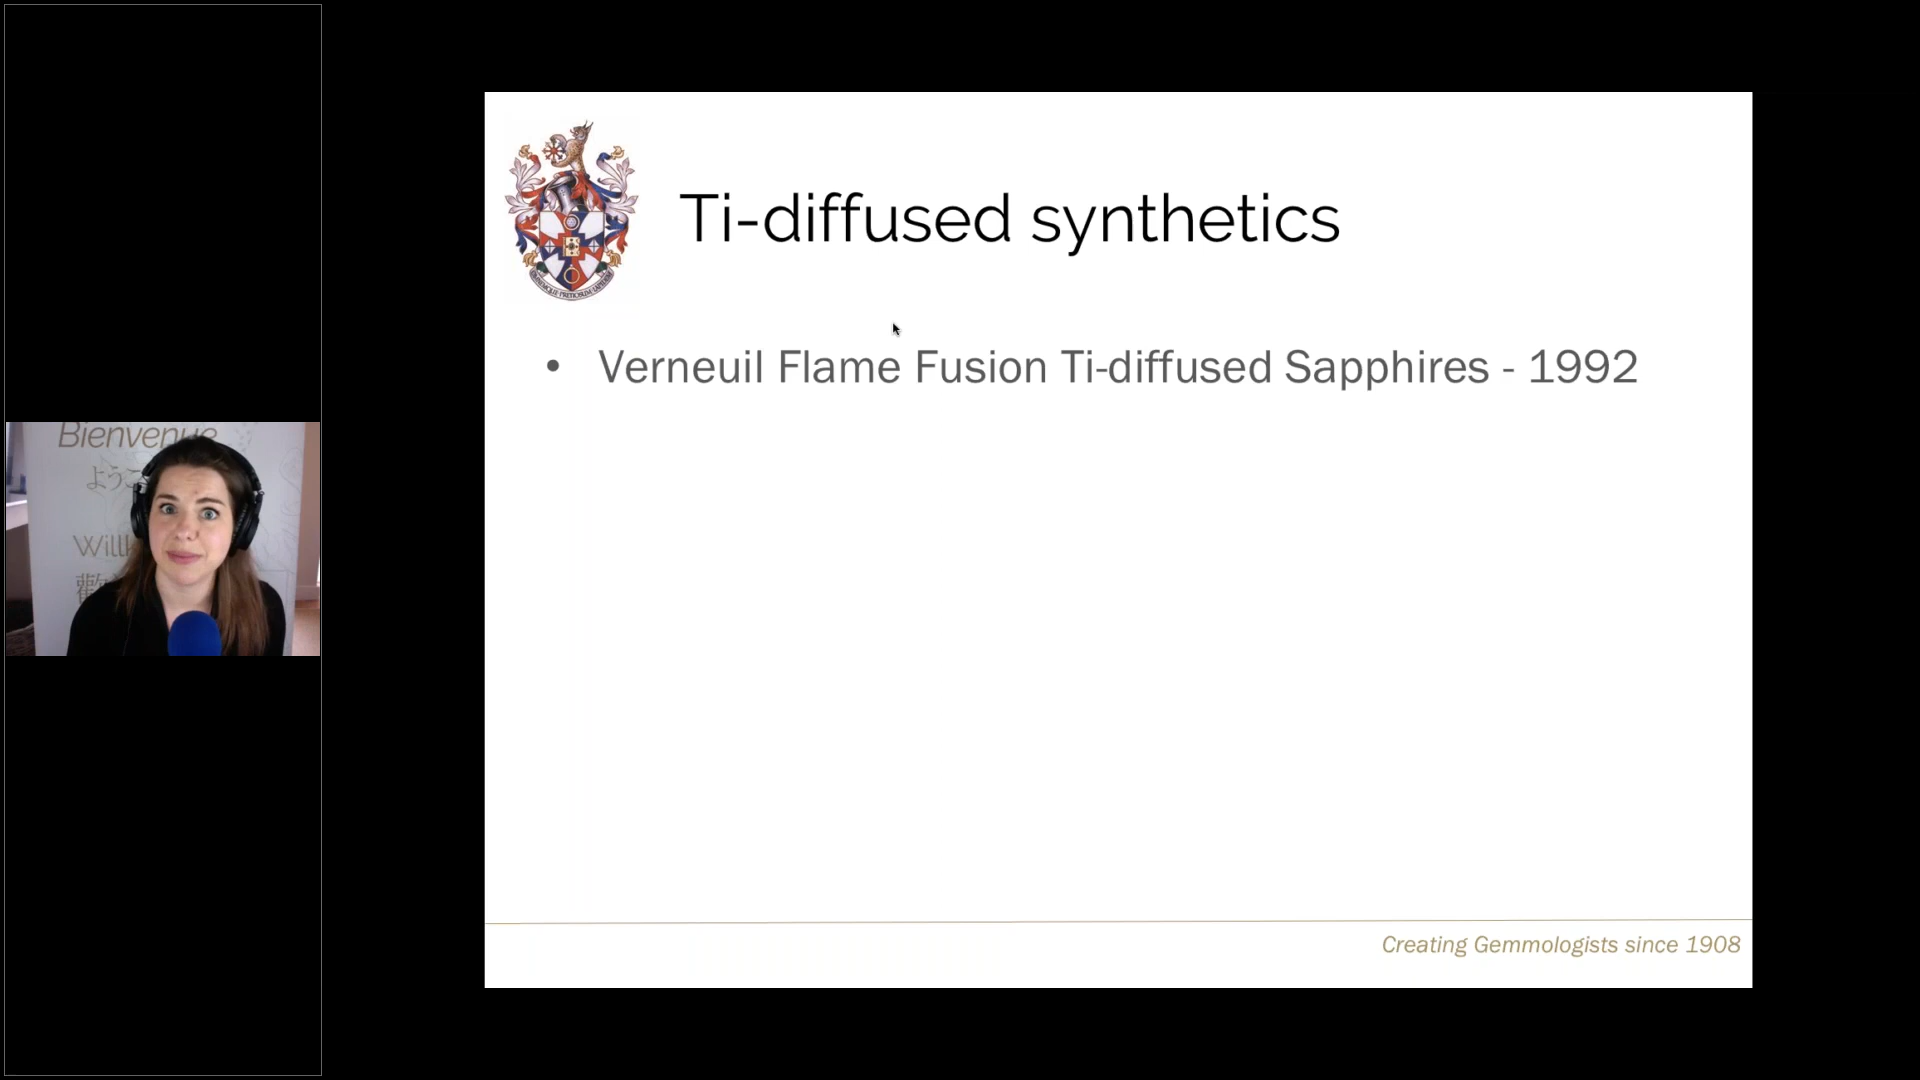 Bienvenue
ようこ
Willk
歡
Ti-diffused synthetics
• Verneuil Flame Fusion Ti-diffused Sapphires - 1992
Creating Gemmologists since 1908